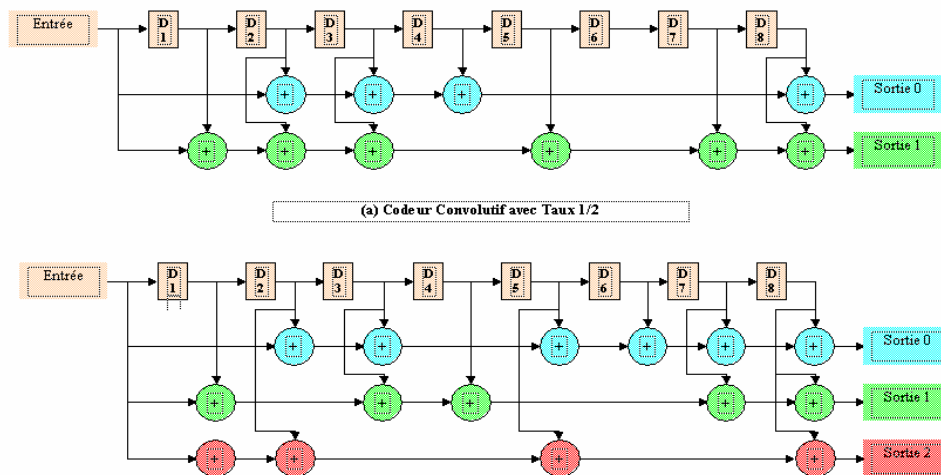 Entrée
D 1
D 2
D 3
D 4
D 5
D 6
D 7
D 8
+ + + +
Sortie 0
+ + + + + +
Sortie 1
(a) Codeur Convolutif avec Taux 1/2
Entrée
D 1
D 2
D 3
D 4
D 5
D 6
D 7
D 8
+ + + + + +
Sortie 0
+ + + + +
Sortie 1
+ + + +
Sortie 2